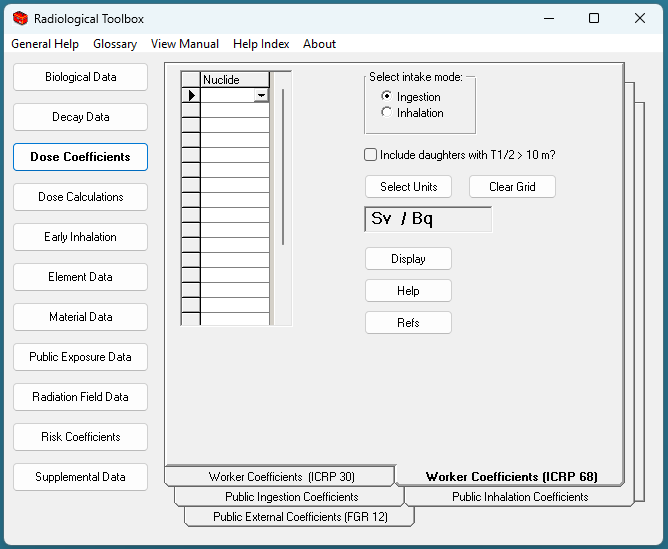 Radiological Toolbox
General Help Glossary View Manual Help Index About
Biological Data
Decay Data
Dose Coefficients
Dose Calculations
Early Inhalation
Element Data
Material Data
Public Exposure Data
Radiation Field Data
Risk Coefficients
Supplemental Data
Nuclide
Select intake mode:
Ingestion
Inhalation
Include daughters with T1/2 > 10 m?
Select Units Clear Grid
Sv / Bq
Display
Help
Refs
Worker Coefficients (ICRP 30) Worker Coefficients (ICRP 68)
Public Ingestion Coefficients Public Inhalation Coefficients
Public External Coefficients (FGR 12)